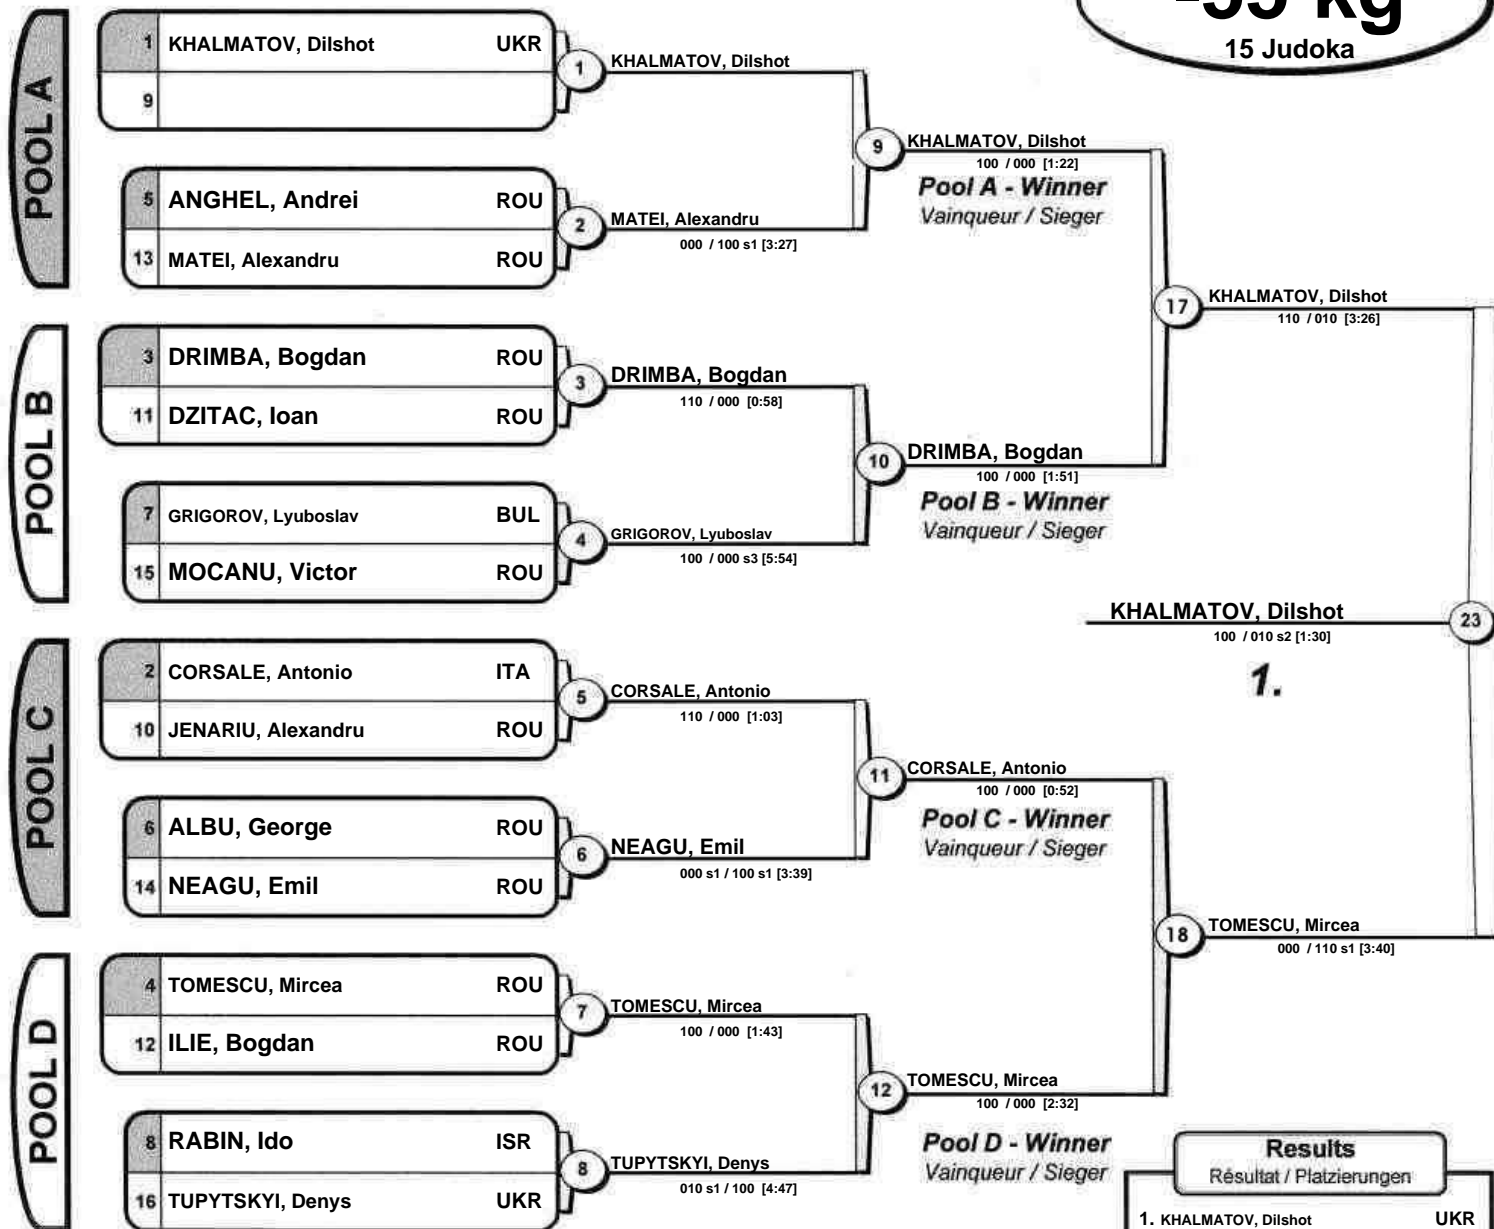 -55 kg
15 Judoka
POOL A
1 KHALMATOV, Dilshot UKR
9
1 KHALMATOV, Dilshot
5 ANGHEL, Andrei ROU
13 MATEI, Alexandru ROU
2 MATEI, Alexandru
000 / 100 s1 [3:27]
9 KHALMATOV, Dilshot
100 / 000 [1:22]
Pool A - Winner
Vainqueur / Sieger
POOL B
3 DRIMBA, Bogdan ROU
11 DZITAC, Ioan ROU
3 DRIMBA, Bogdan
110 / 000 [0:58]
7 GRIGOROV, Lyuboslav BUL
15 MOCANU, Victor ROU
4 GRIGOROV, Lyuboslav
100 / 000 s3 [5:54]
10 DRIMBA, Bogdan
100 / 000 [1:51]
Pool B - Winner
Vainqueur / Sieger
17 KHALMATOV, Dilshot
110 / 010 [3:26]
KHALMATOV, Dilshot 23
100 / 010 s2 [1:30]
1.
POOL C
2 CORSALE, Antonio ITA
10 JENARIU, Alexandru ROU
5 CORSALE, Antonio
110 / 000 [1:03]
6 ALBU, George ROU
14 NEAGU, Emil ROU
6 NEAGU, Emil
000 s1 / 100 s1 [3:39]
11 CORSALE, Antonio
100 / 000 [0:52]
Pool C - Winner
Vainqueur / Sieger
18 TOMESCU, Mircea
000 / 110 s1 [3:40]
POOL D
4 TOMESCU, Mircea ROU
12 ILIE, Bogdan ROU
7 TOMESCU, Mircea
100 / 000 [1:43]
8 RABIN, Ido ISR
16 TUPYTSKYI, Denys UKR
8 TUPYTSKYI, Denys
010 s1 / 100 [4:47]
12 TOMESCU, Mircea
100 / 000 [2:32]
Pool D - Winner
Vainqueur / Sieger
Results
Résultat / Platzierungen
1. KHALMATOV, Dilshot UKR